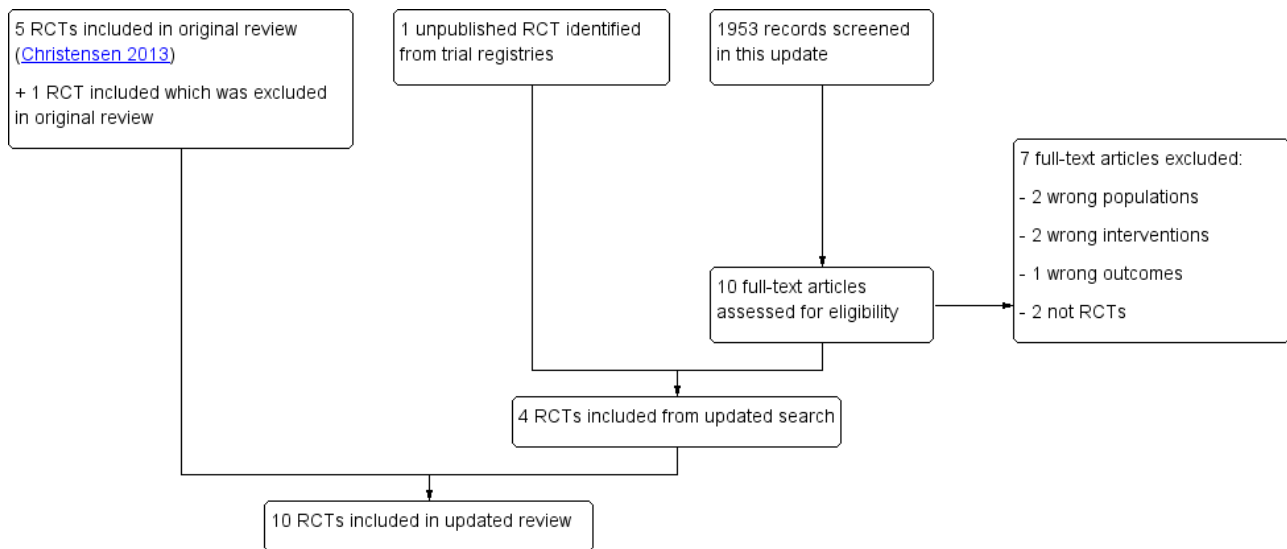 5 RCTs included in original review
(Christensen 2013)
+ 1 RCT included which was excluded
in original review
1 unpublished RCT identified
from trial registries
1953 records screened
in this update
7 full-text articles excluded:
- 2 wrong populations
- 2 wrong interventions
- 1 wrong outcomes
- 2 not RCTs
10 full-text articles
assessed for eligibility
4 RCTs included from updated search
10 RCTs included in updated review